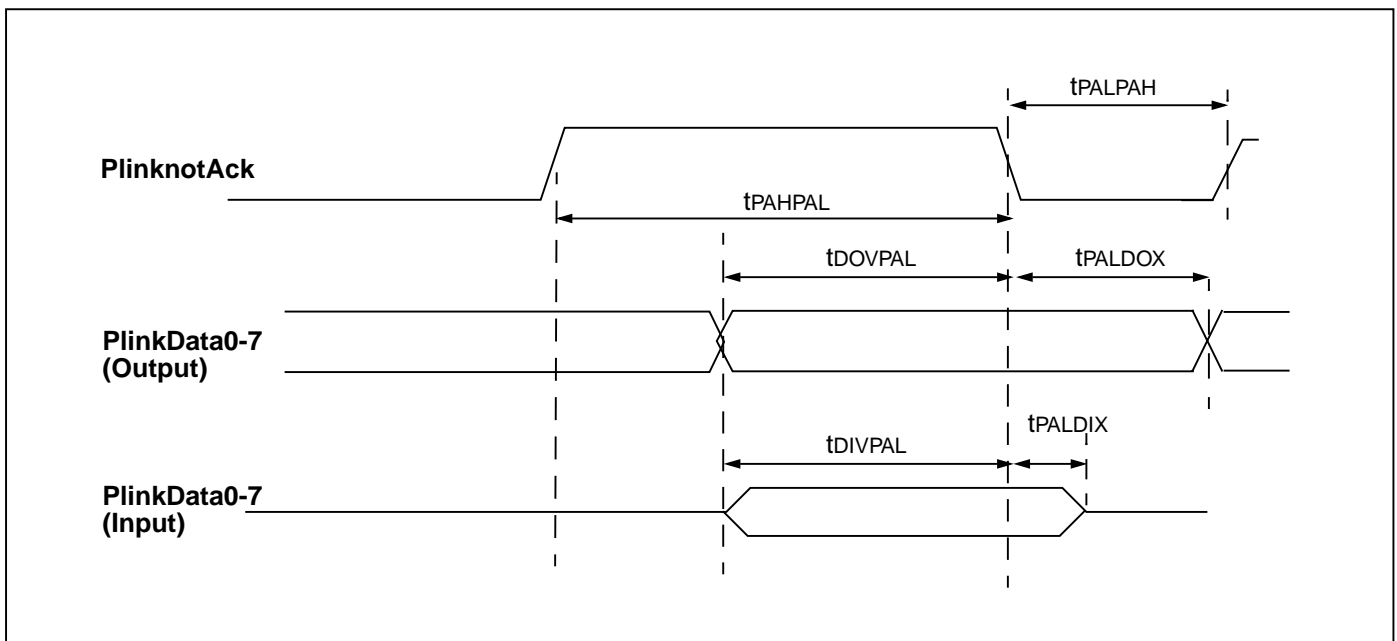 tPALPAH
PlinknotAck
tPAHPAL
tDOVPAL
tPALDOX
PlinkData0-7
(Output)
tPALDIX
tDIVPAL
PlinkData0-7
(Input)